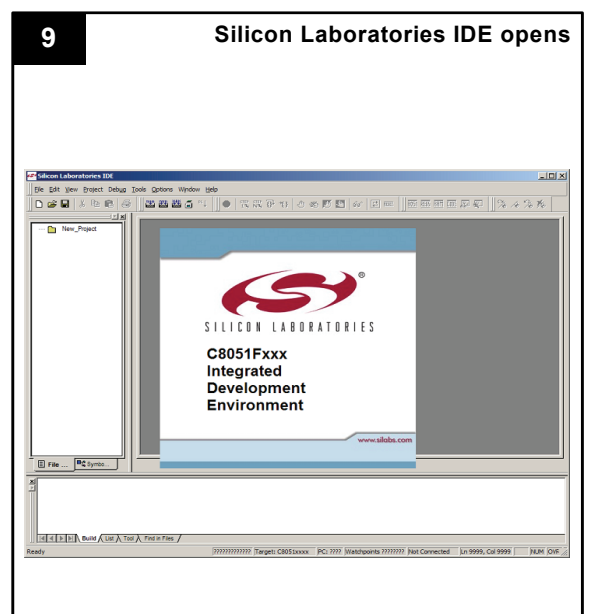 9
Silicon Laboratories IDE opens
Silicon Laboratories IDE
File Edit View Project Debug Tools Options Window Help
New_Project
®
SILICON LABORATORIES
C8051Fxxx
Integrated
Development
Environment
www.silabs.com
File ... Symbo...
Build List Tool Find in Files
Ready ????????????? Target: C8051xxxx PC: ???? Watchpoints ???????? Not Connected Ln 9999, Col 9999 NUM OVR